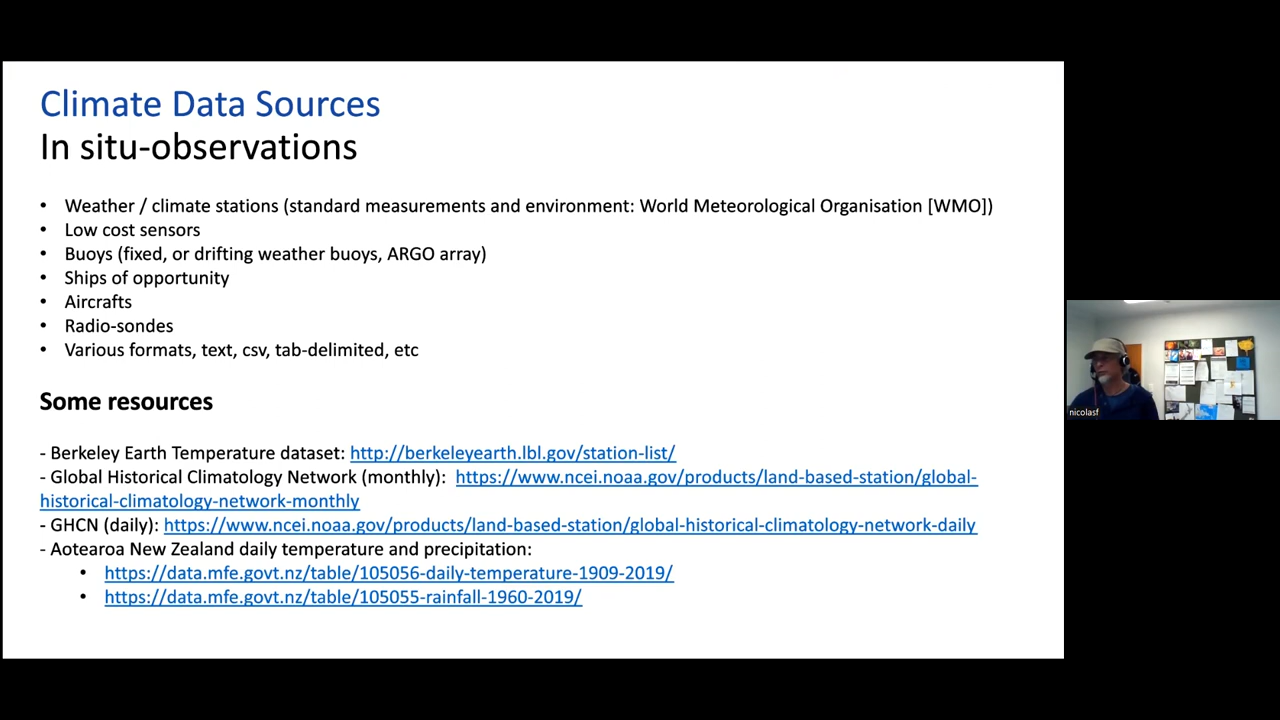 Climate Data Sources
In situ-observations
• Weather / climate stations (standard measurements and environment: World Meteorological Organisation [WMO])
• Low cost sensors
• Buoys (fixed, or drifting weather buoys, ARGO array)
• Ships of opportunity
• Aircrafts
• Radio-sondes
• Various formats, text, csv, tab-delimited, etc
Some resources
- Berkeley Earth Temperature dataset: http://berkeleyearth.lbl.gov/station-list/
- Global Historical Climatology Network (monthly): https://www.ncei.noaa.gov/products/land-based-station/global-
historical-climatology-network-monthly
- GHCN (daily): https://www.ncei.noaa.gov/products/land-based-station/global-historical-climatology-network-daily
- Aotearoa New Zealand daily temperature and precipitation:
• https://data.mfe.govt.nz/table/105056-daily-temperature-1909-2019/
• https://data.mfe.govt.nz/table/105055-rainfall-1960-2019/
nicolasf